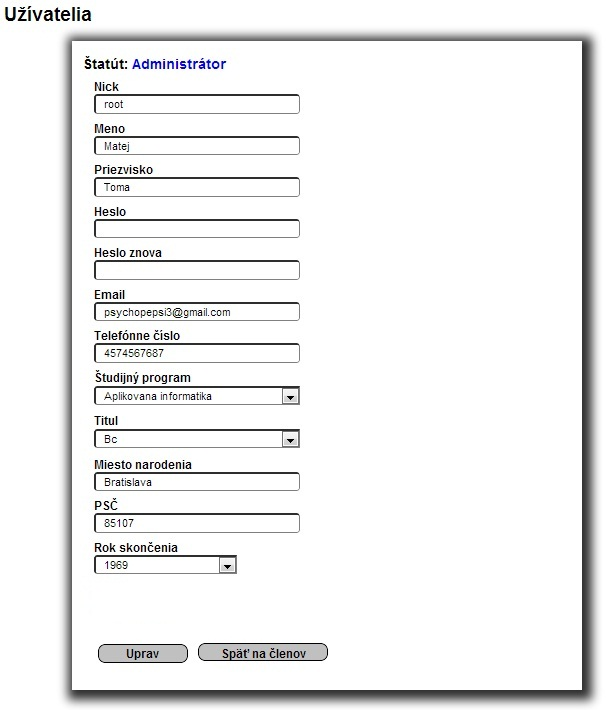 Užívatelia
Štatút: Administrátor
Nick
root
Meno
Matej
Priezvisko
Toma
Heslo
Heslo znova
Email
psychopepsi3@gmail.com
Telefónne číslo
4574567687
Študijný program
Aplikovana informatika
Titul
Bc
Miesto narodenia
Bratislava
PSČ
85107
Rok skončenia
1969
Uprav Späť na členov